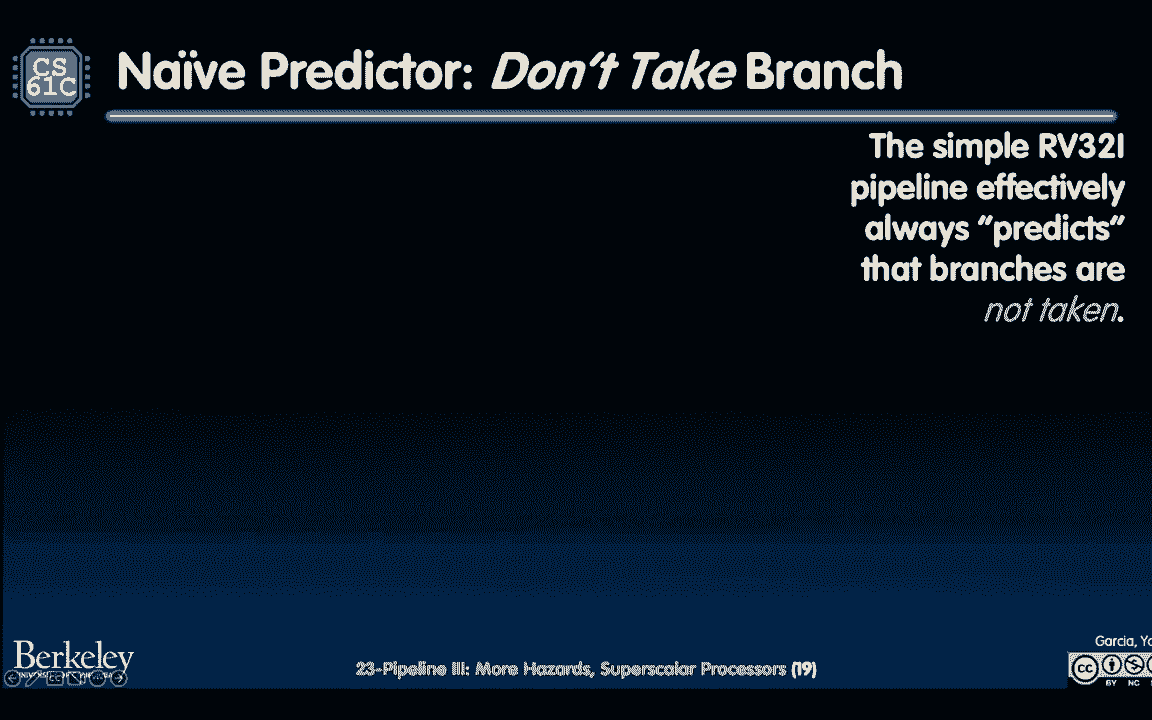 CS
61C
Naïve Predictor: Don't Take Branch
The simple RV32I
pipeline effectively
always "predicts"
that branches are
not taken.
Berkeley
23-Pipeline III: More Hazards, Superscalar Processors (19)
Garcia,
cc
BY NC